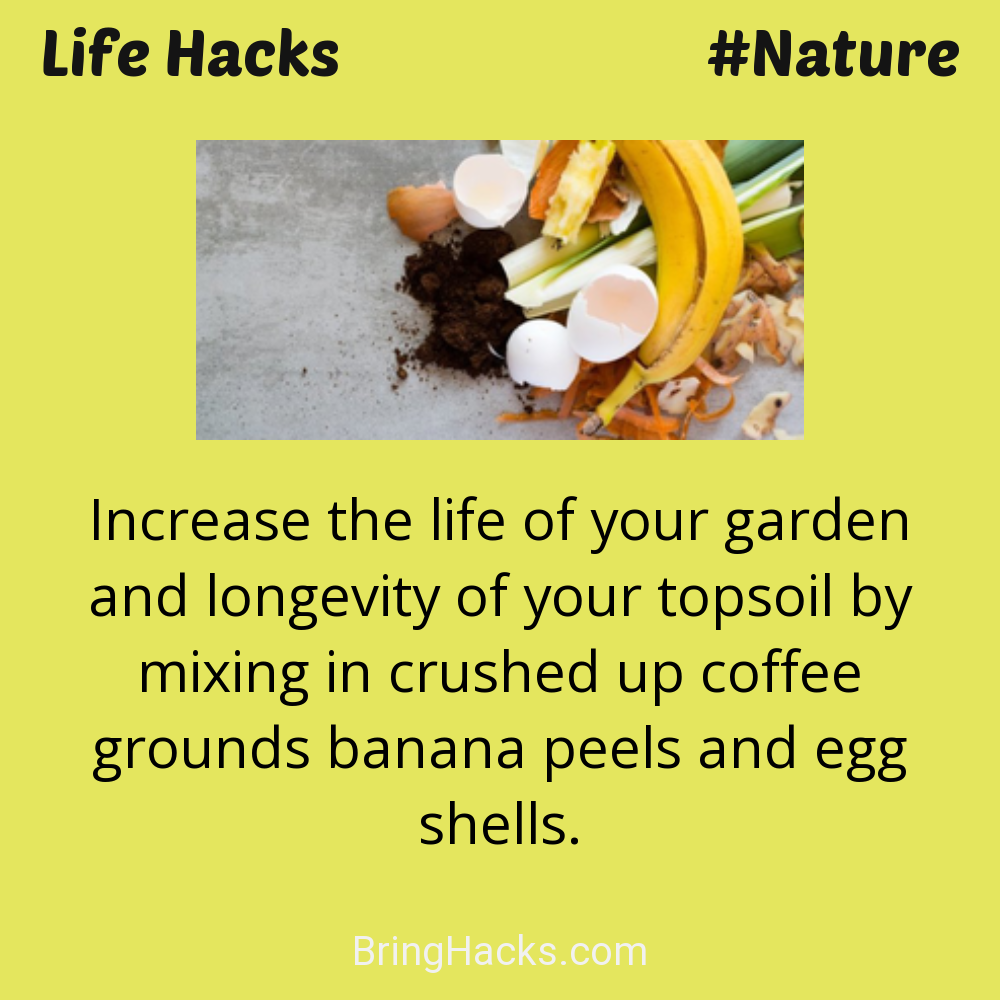 Life Hacks
#Nature
Increase the life of your garden
and longevity of your topsoil by
mixing in crushed up coffee
grounds banana peels and egg
shells.
BringHacks.com